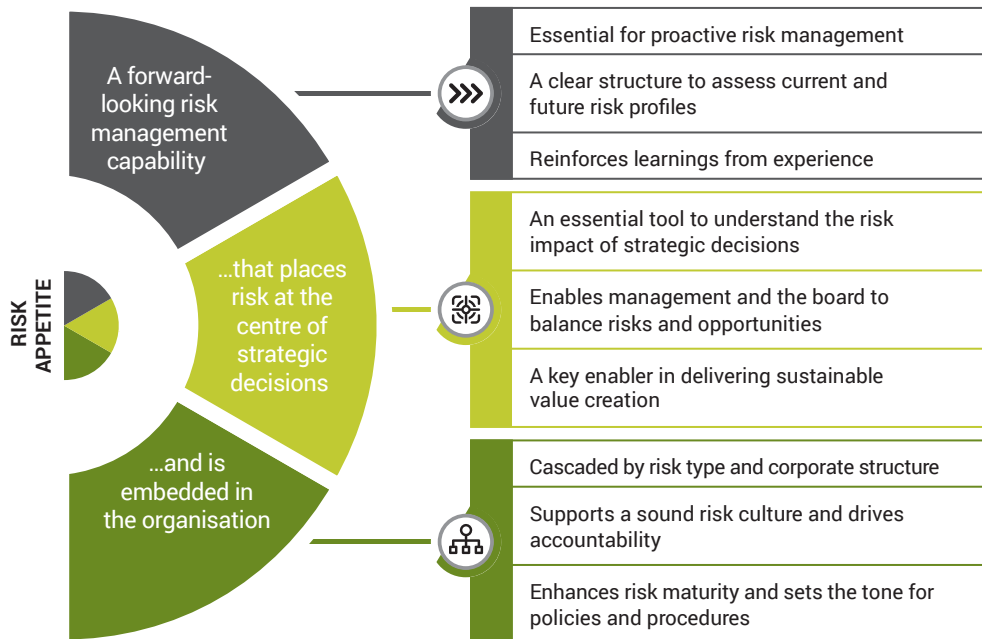 RISK
APPETITE
A forward-
looking risk
management
capability
Essential for proactive risk management
A clear structure to assess current and
future risk profiles
Reinforces learnings from experience
...that places
risk at the
centre of
strategic
decisions
An essential tool to understand the risk
impact of strategic decisions
Enables management and the board to
balance risks and opportunities
A key enabler in delivering sustainable
value creation
...and is
embedded in
the organisation
Cascaded by risk type and corporate structure
Supports a sound risk culture and drives
accountability
Enhances risk maturity and sets the tone for
policies and procedures